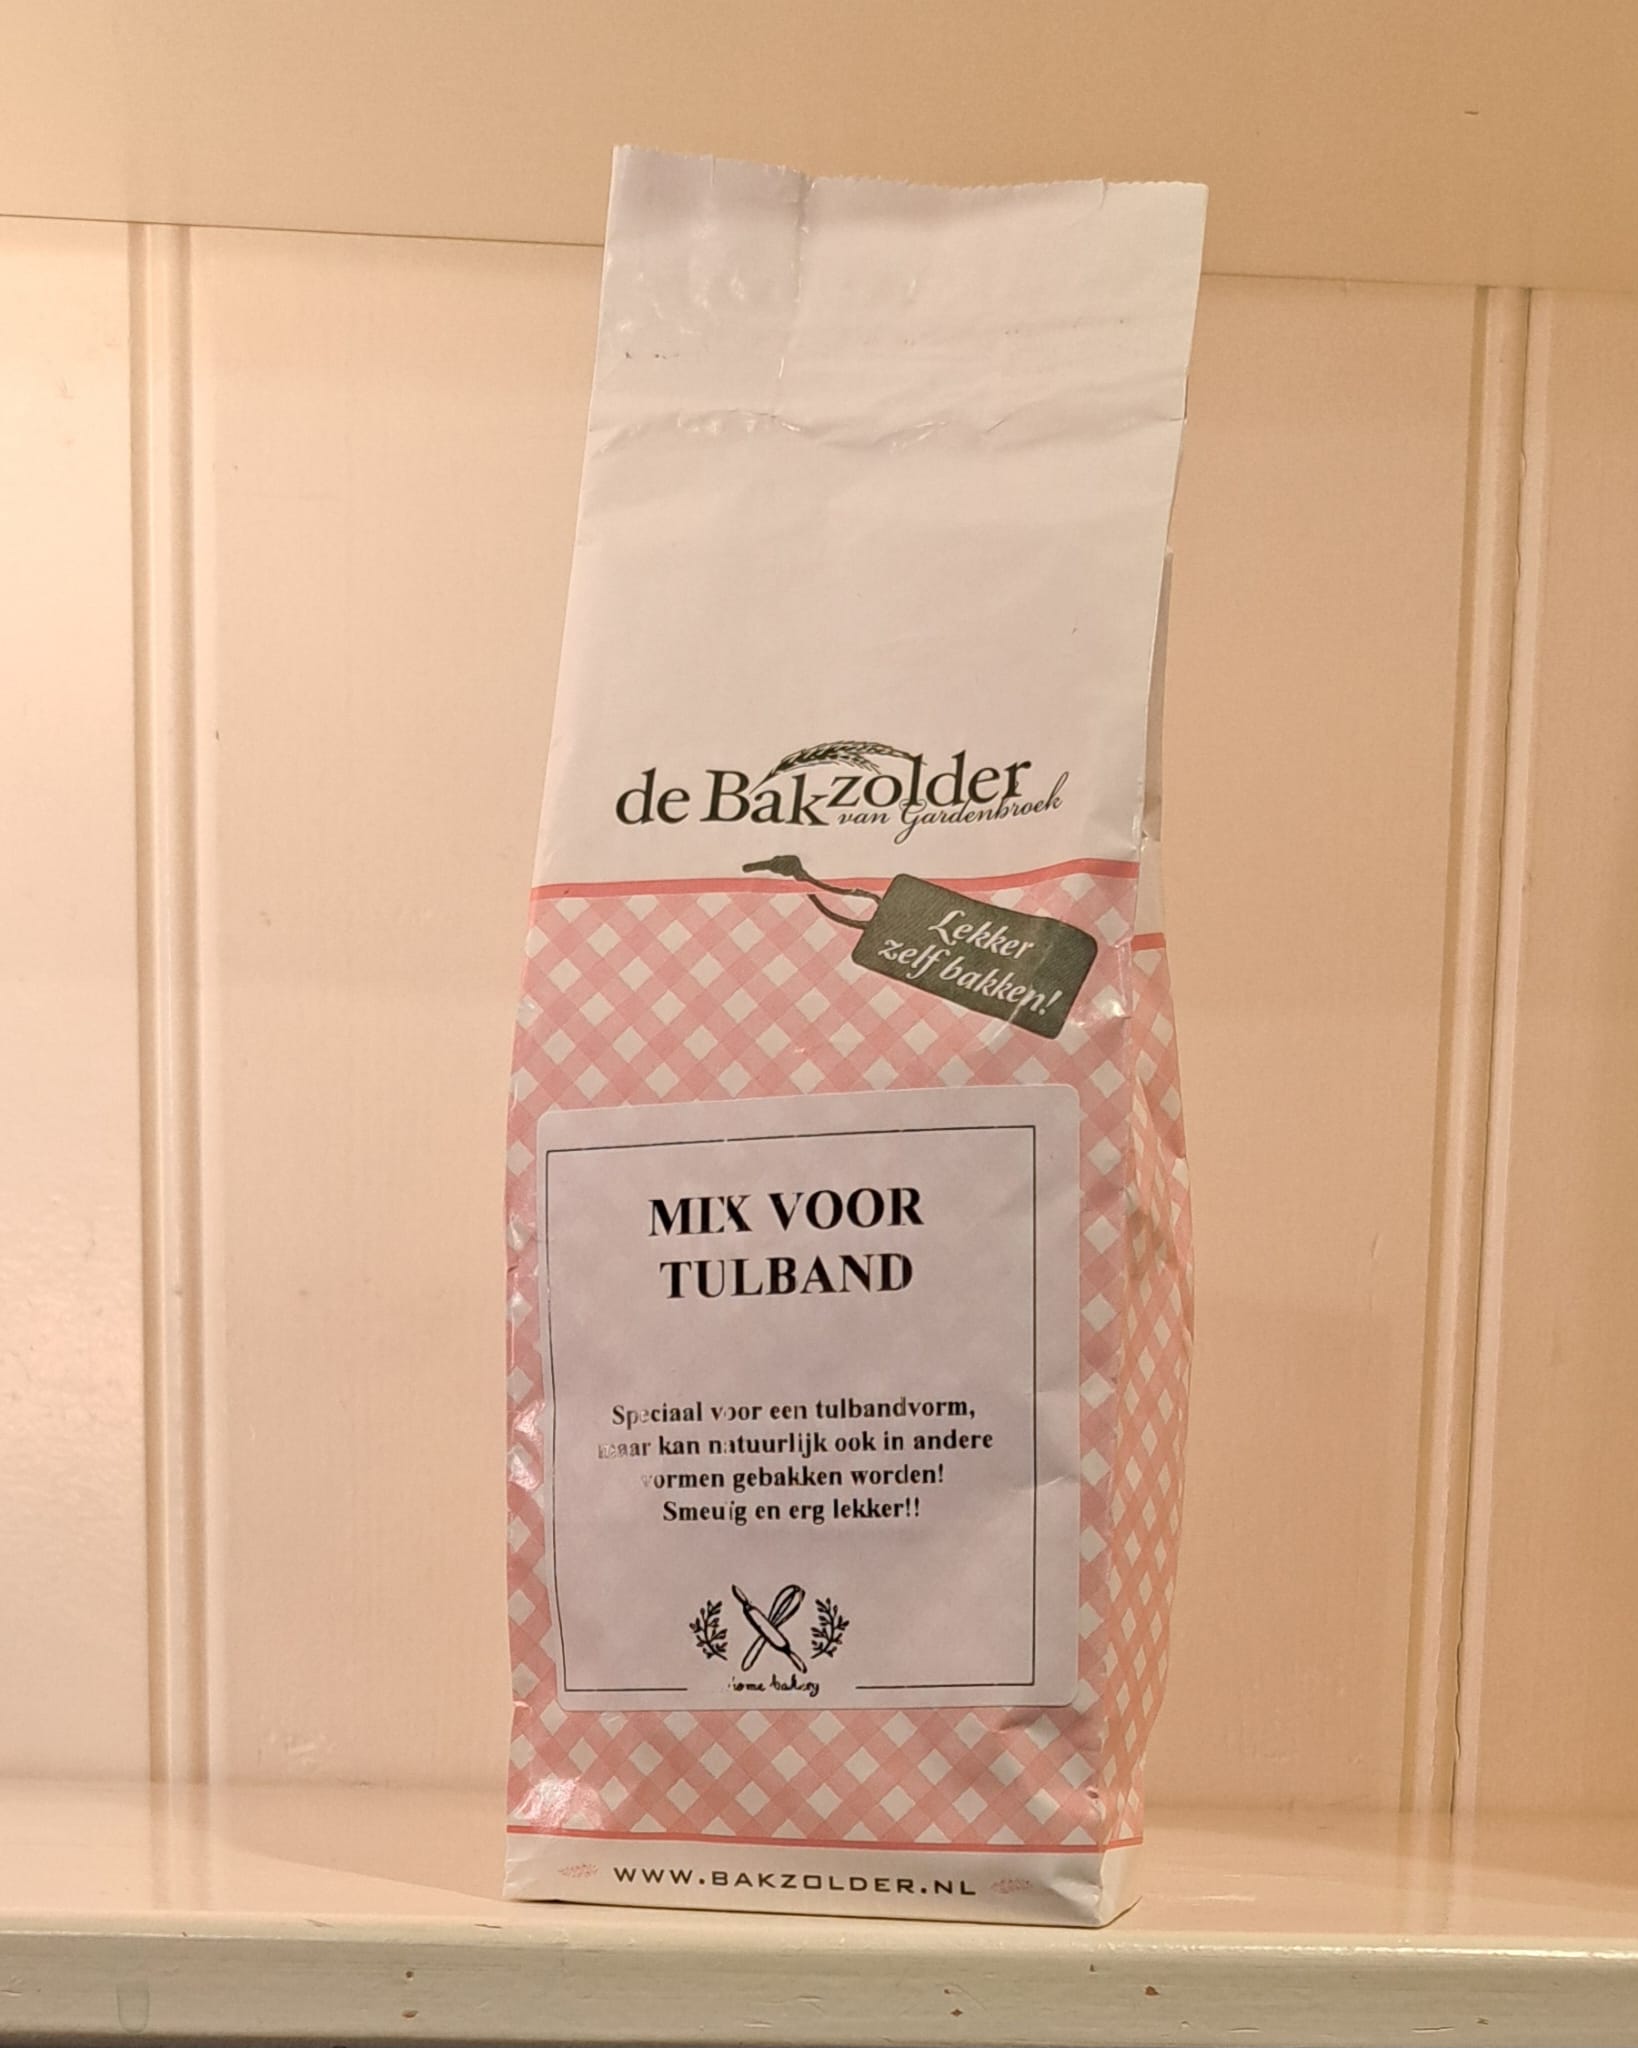 de Bakzolder
van Gardenbroek
Lekker
zelf bakken!
MIX VOOR
TULBAND
Speciaal voor een tulbandvorm,
maar kan natuurlijk ook in andere
vormen gebakken worden!
Smeuïg en erg lekker!!
home bakery
WWW.BAKZOLDER.NL